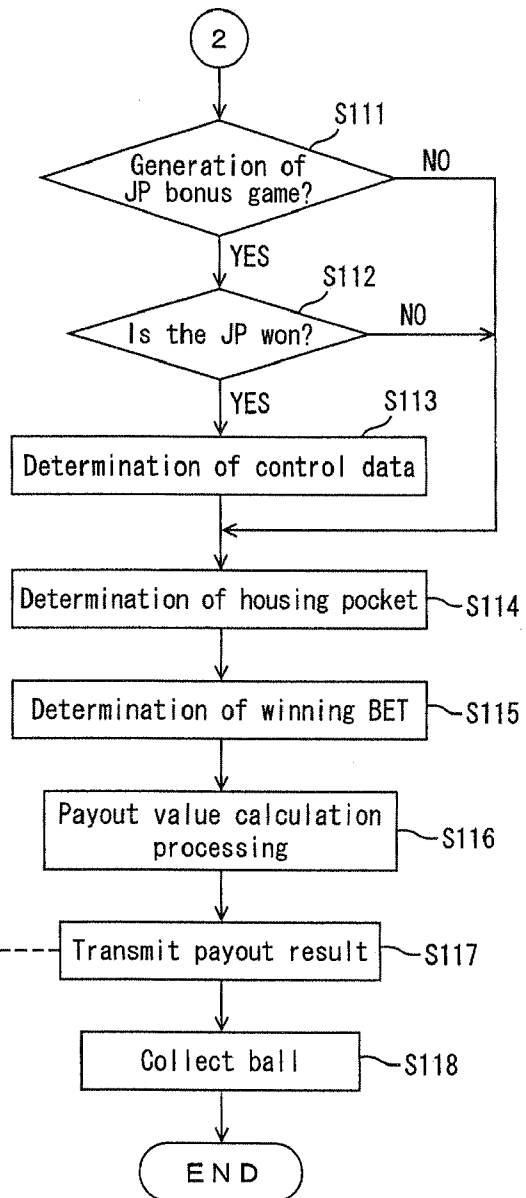 2
S111
Generation of
JP bonus game?
NO
YES
S112
Is the JP won?
NO
YES
S113
Determination of control data
Determination of housing pocket
S114
Determination of winning BET
S115
Payout value calculation
processing
S116
Transmit payout result
S117
Collect ball
S118
END